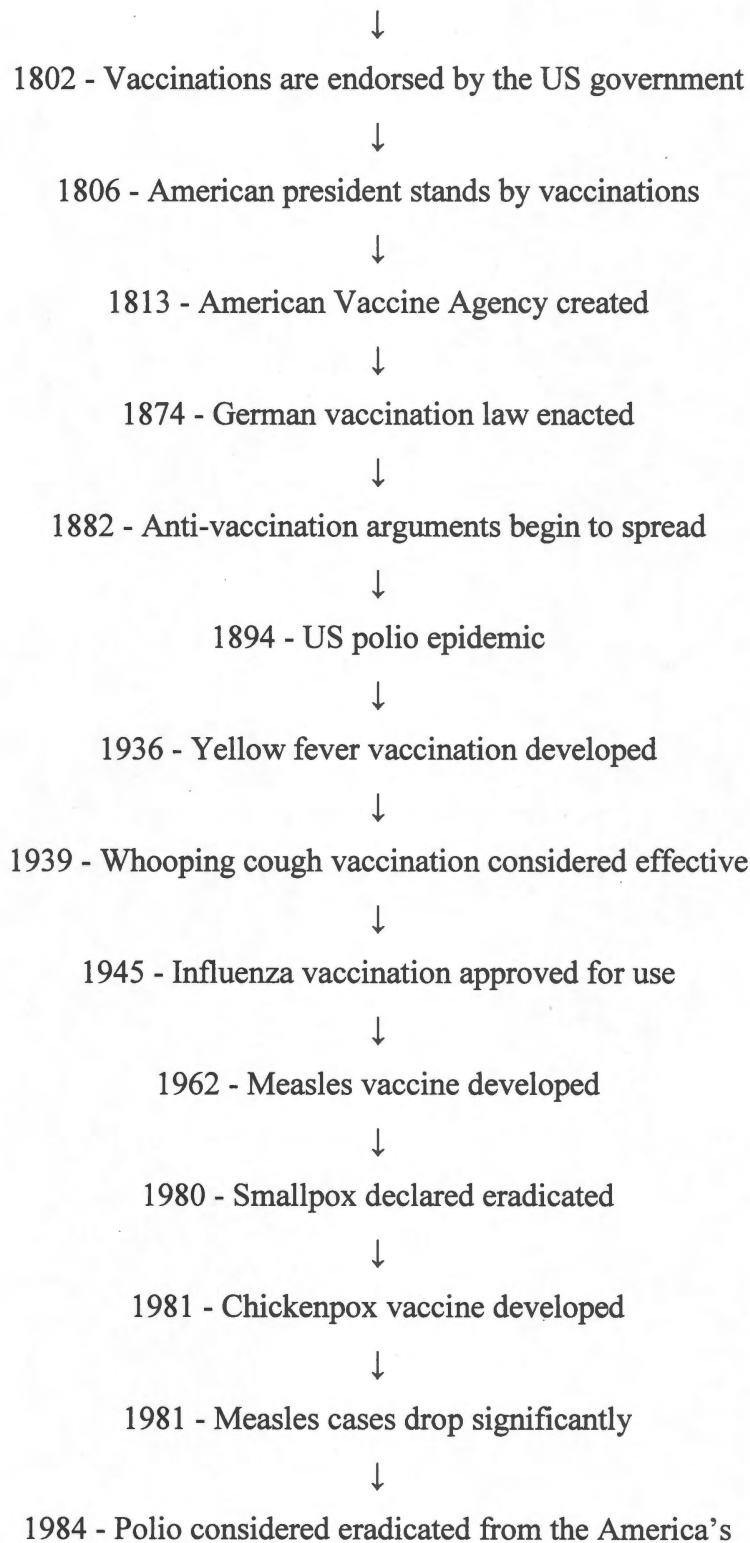 ↓
1802 - Vaccinations are endorsed by the US government
↓
1806 - American president stands by vaccinations
↓
1813 - American Vaccine Agency created
↓
1874 - German vaccination law enacted
↓
1882 - Anti-vaccination arguments begin to spread
↓
1894 - US polio epidemic
↓
1936 - Yellow fever vaccination developed
↓
1939 - Whooping cough vaccination considered effective
↓
1945 - Influenza vaccination approved for use
↓
1962 - Measles vaccine developed
↓
1980 - Smallpox declared eradicated
↓
1981 - Chickenpox vaccine developed
↓
1981 - Measles cases drop significantly
↓
1984 - Polio considered eradicated from the America's